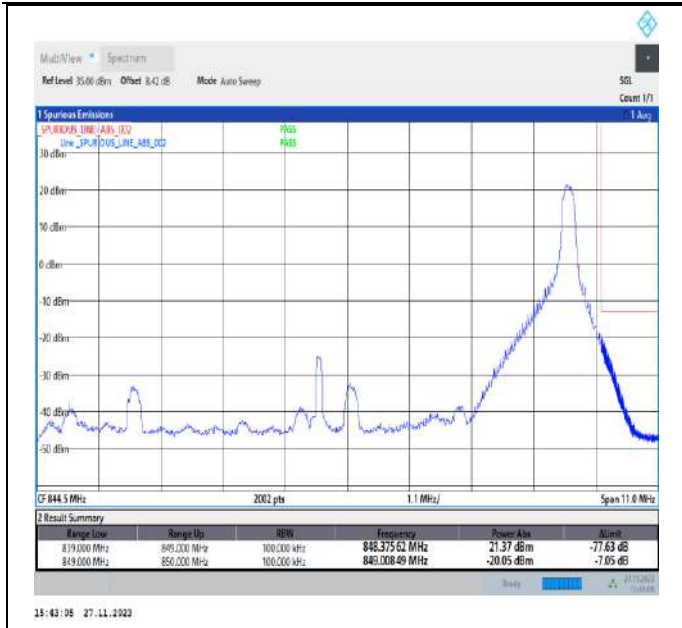 MultiView Spectrum
Ref Level 35.00 dBm Offset 8.42 dB Mode Auto Sweep SGL
Count 1/1
1 Spurious Emissions 1 Avg
_SPURIOUS_LINE_ABS_002 PASS
Line _SPURIOUS_LINE_ABS_002 PASS
30 dBm
20 dBm
10 dBm
0 dBm
-10 dBm
-20 dBm
-30 dBm
-40 dBm
-50 dBm
CF 844.5 MHz 2002 pts 1.1 MHz/ Span 11.0 MHz
2 Result Summary
Range Low Range Up RBW Frequency Power Abs ΔLimit
839.000 MHz 849.000 MHz 100.000 kHz 848.37562 MHz 21.37 dBm -77.63 dB
849.000 MHz 850.000 MHz 100.000 kHz 849.00849 MHz -20.05 dBm -7.05 dB
Ready 27.11.2023
15:43:05 27.11.2023